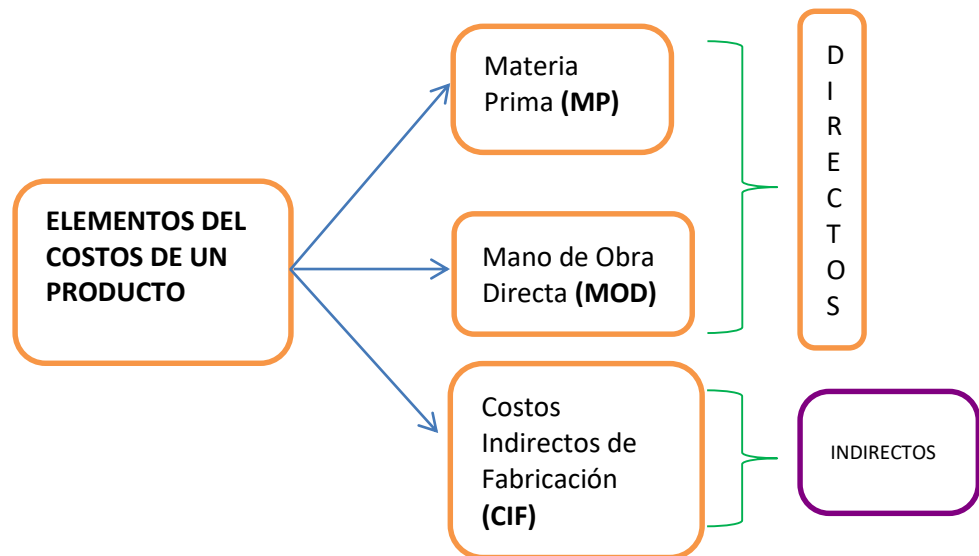 ELEMENTOS DEL
COSTOS DE UN
PRODUCTO
Materia
Prima (MP)
Mano de Obra
Directa (MOD)
Costos
Indirectos de
Fabricación
(CIF)
D
I
R
E
C
T
O
S
INDIRECTOS